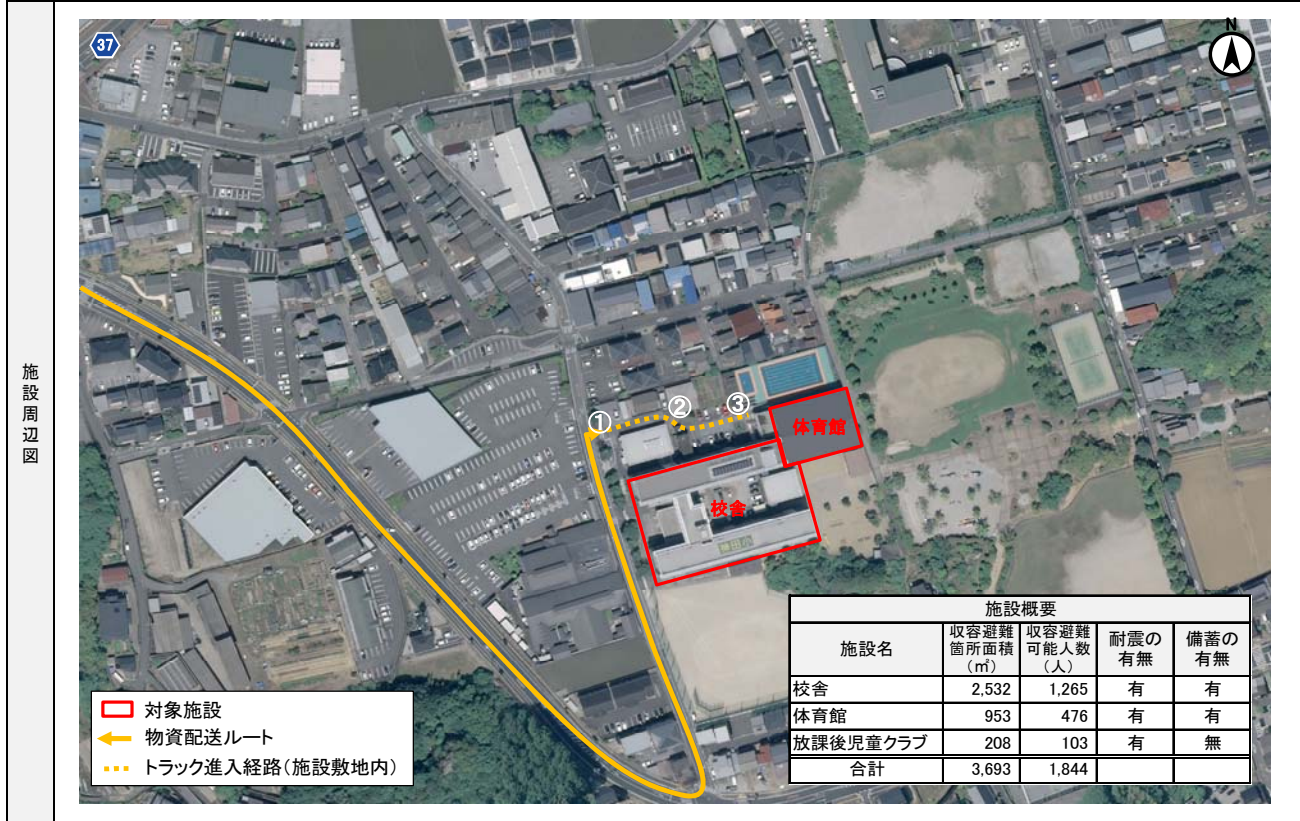 施設周辺図
37
N
①
②
③
体育館
校舎
対象施設
物資配送ルート
トラック進入経路(施設敷地内)
施設概要
施設名 収容避難箇所面積(㎡) 収容避難可能人数(人) 耐震の有無 備蓄の有無
校舎 2,532 1,265 有 有
体育館 953 476 有 有
放課後児童クラブ 208 103 有 無
合計 3,693 1,844